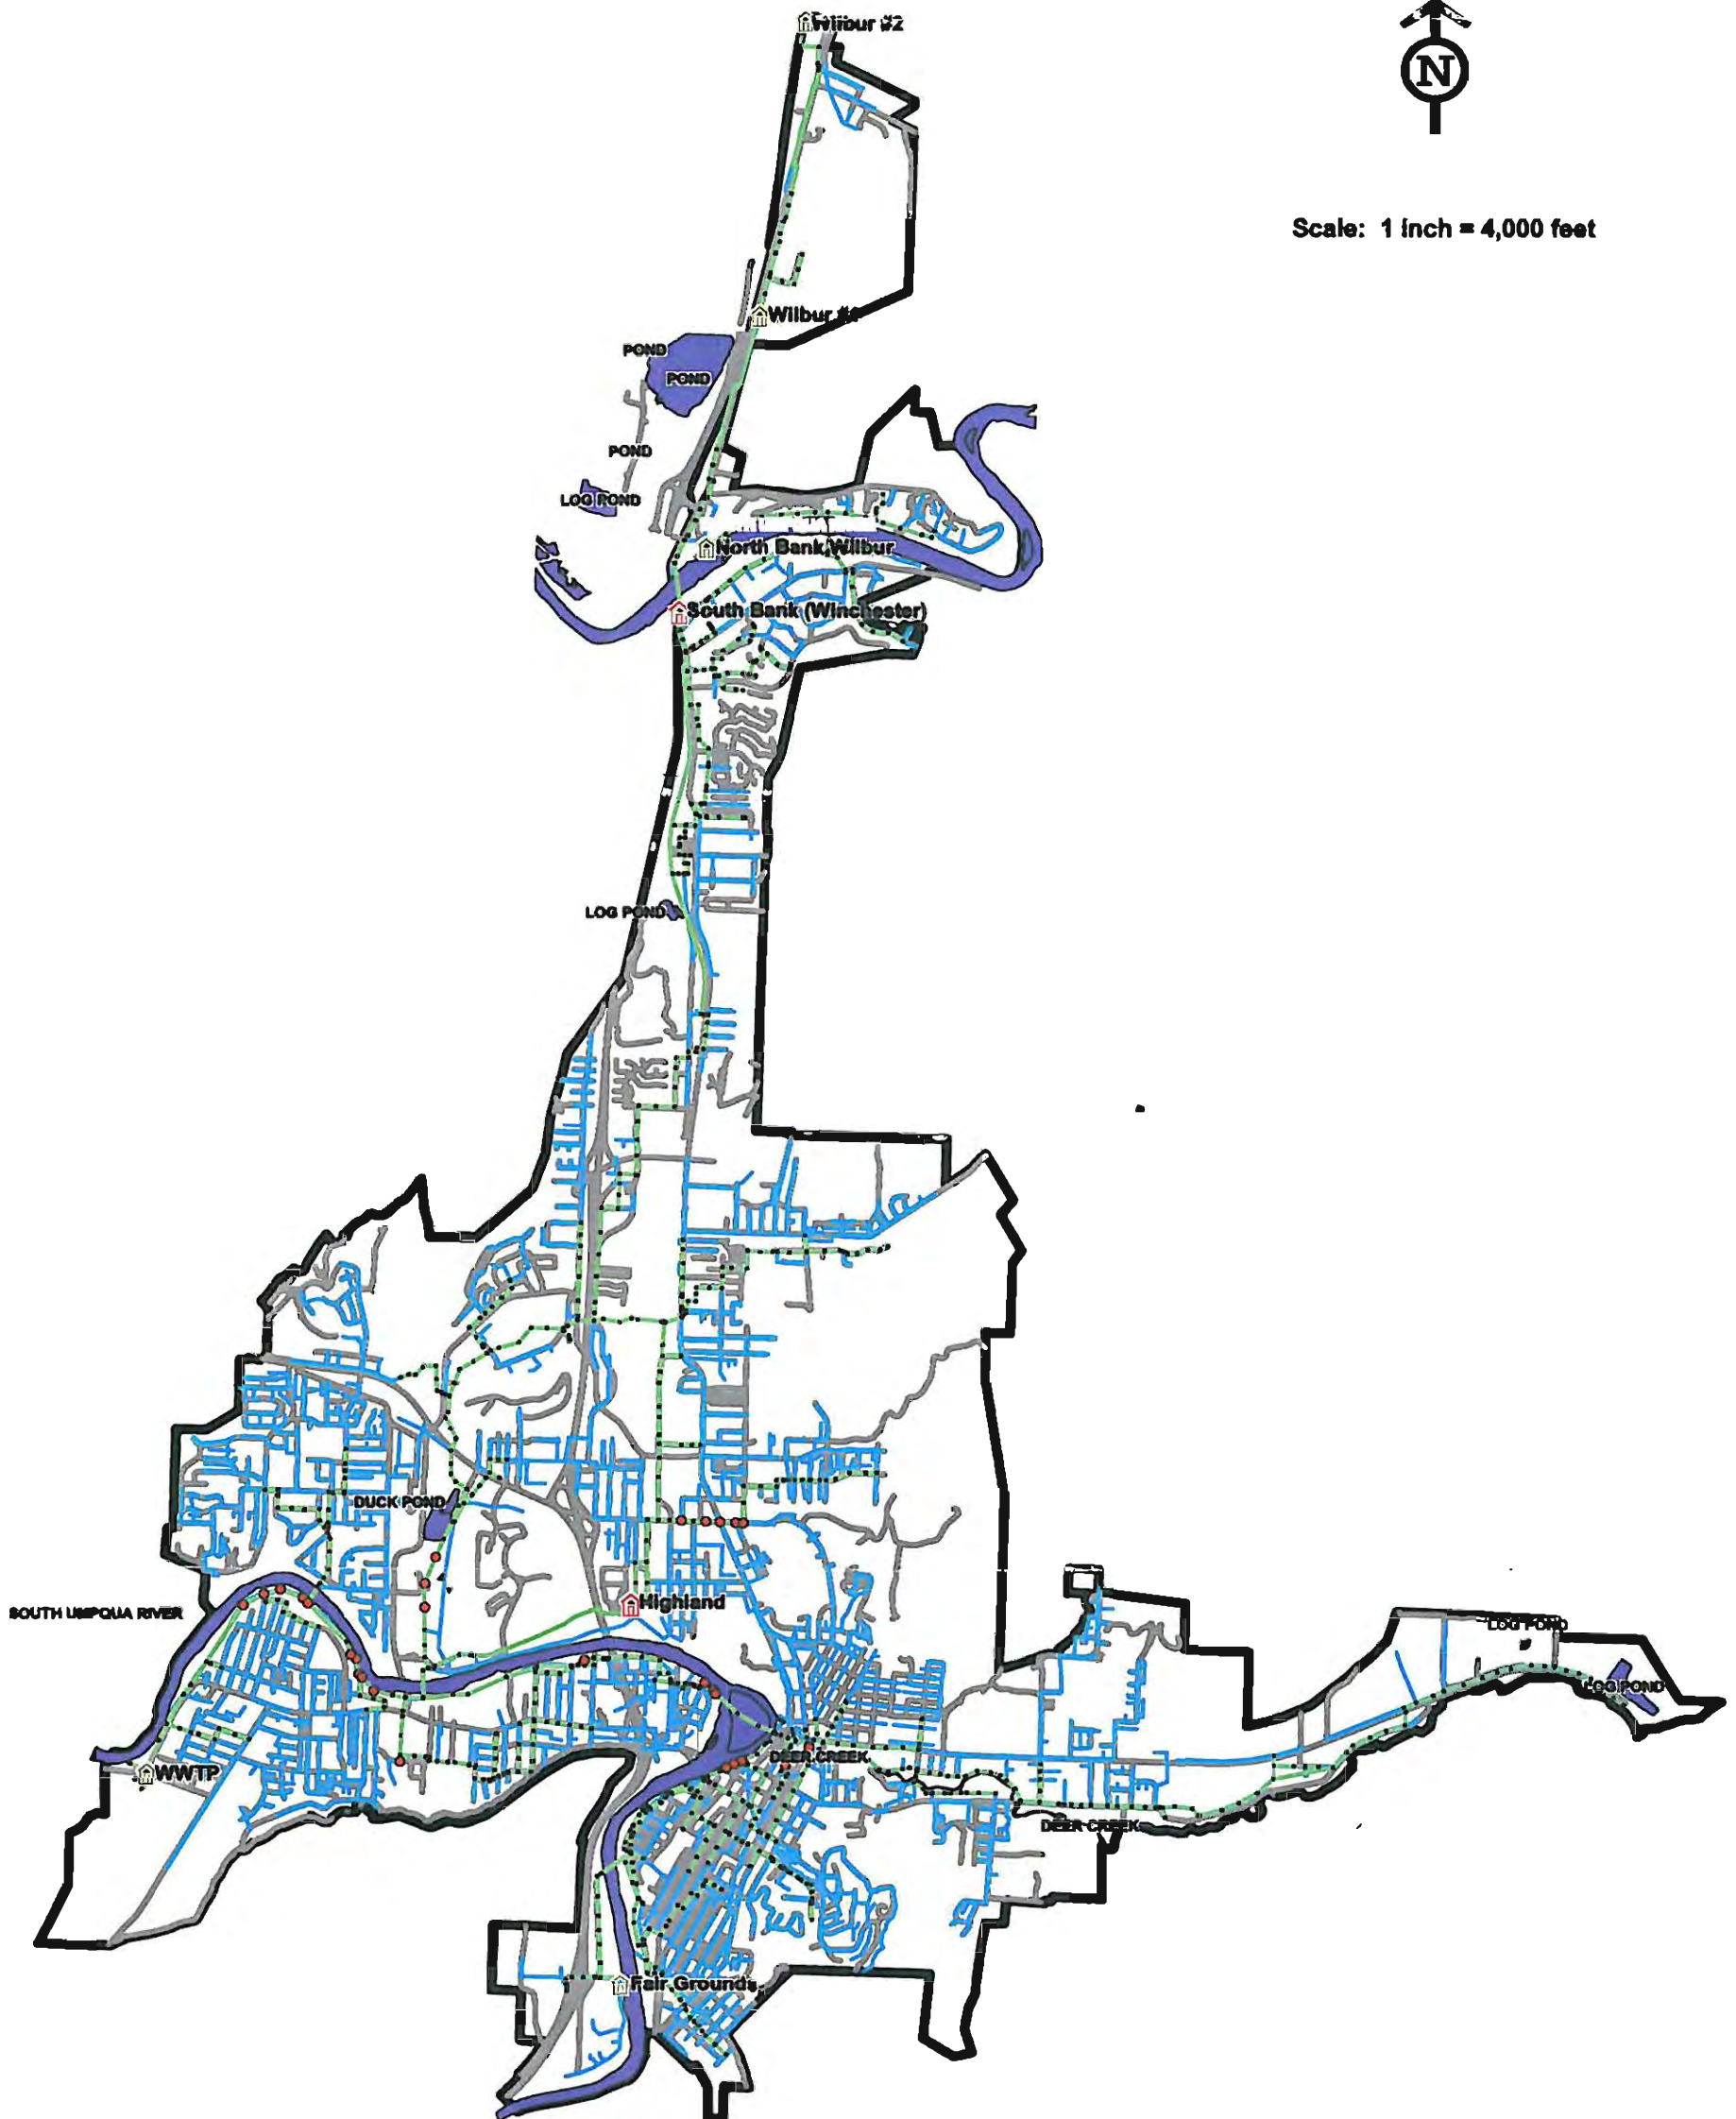 Wilbur #2
N
Scale: 1 inch = 4,000 feet
Wilbur
POND
POND
POND
LOG POND
North Bank/Wilbur
South Bank (Winchester)
LOG POND
DUCK POND
SOUTH UMPQUA RIVER
Highland
LOG POND
LOG POND
DEER CREEK
WWTP
DEER CREEK
Fair Grounds